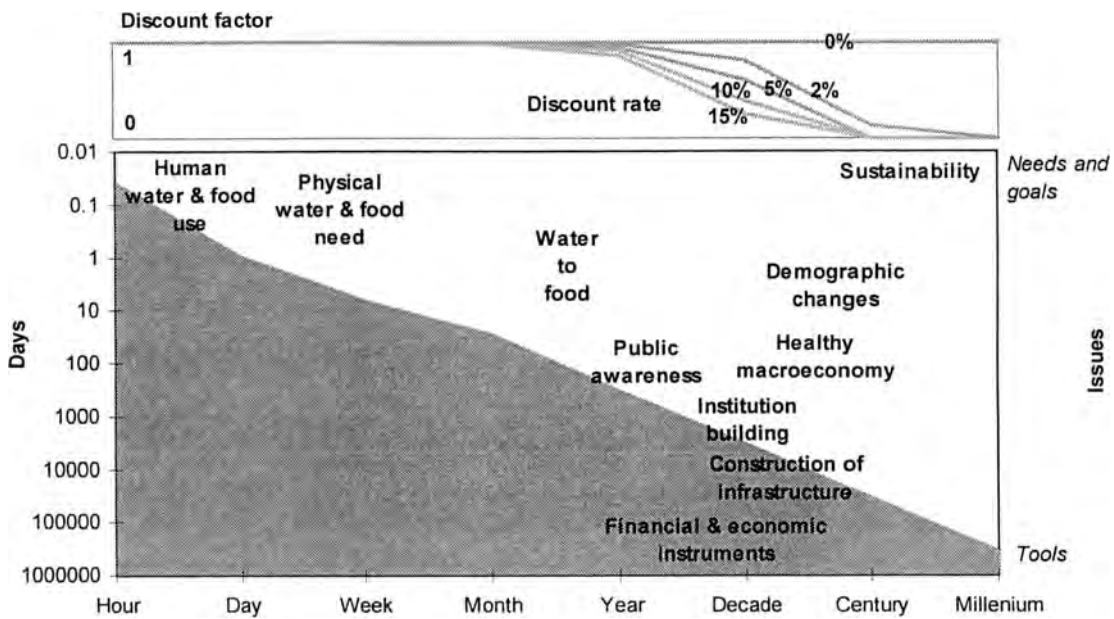 Discount factor
1
0
0%
10% 5% 2%
Discount rate
15%
0.01
0.1
1
10
100
1000
10000
100000
1000000
Days
Human
water & food
use
Physical
water & food
need
Water
to
food
Sustainability
Demographic
changes
Public
awareness
Healthy
macroeconomy
Institution
building
Construction of
infrastructure
Financial & economic
instruments
Needs and
goals
Issues
Tools
Hour Day Week Month Year Decade Century Millenium